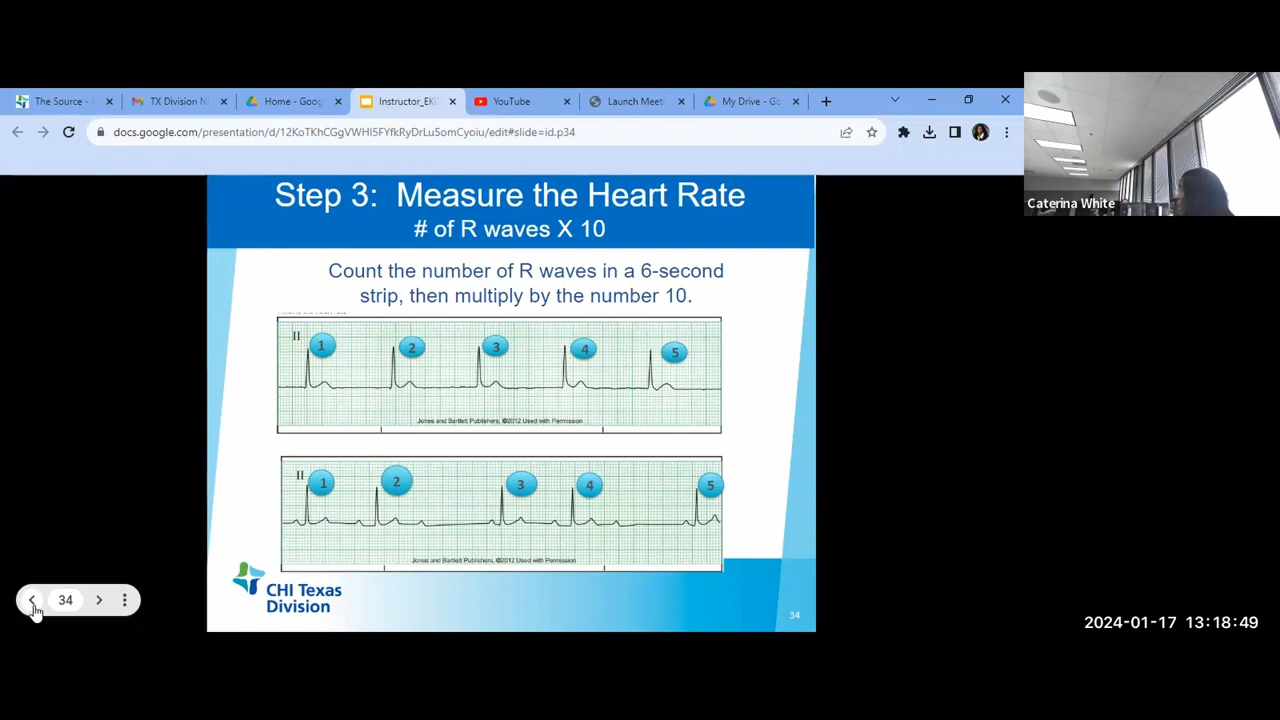 The Source -
TX Division N
Home - Goog
Instructor_EKG
YouTube
Launch Meeti
My Drive - Go
docs.google.com/presentation/d/12KoTKhCGgVWHI5FYfkRyDrLu5omCyoiu/edit#slide=id.p34
Caterina White
Step 3: Measure the Heart Rate
# of R waves X 10
Count the number of R waves in a 6-second
strip, then multiply by the number 10.
II
1
2
3
4
5
Jones and Bartlett Publishers, ©2012 Used with Permission
II
1
2
3
4
5
Jones and Bartlett Publishers, ©2012 Used with Permission
CHI Texas
Division
34
34
2024-01-17 13:18:49